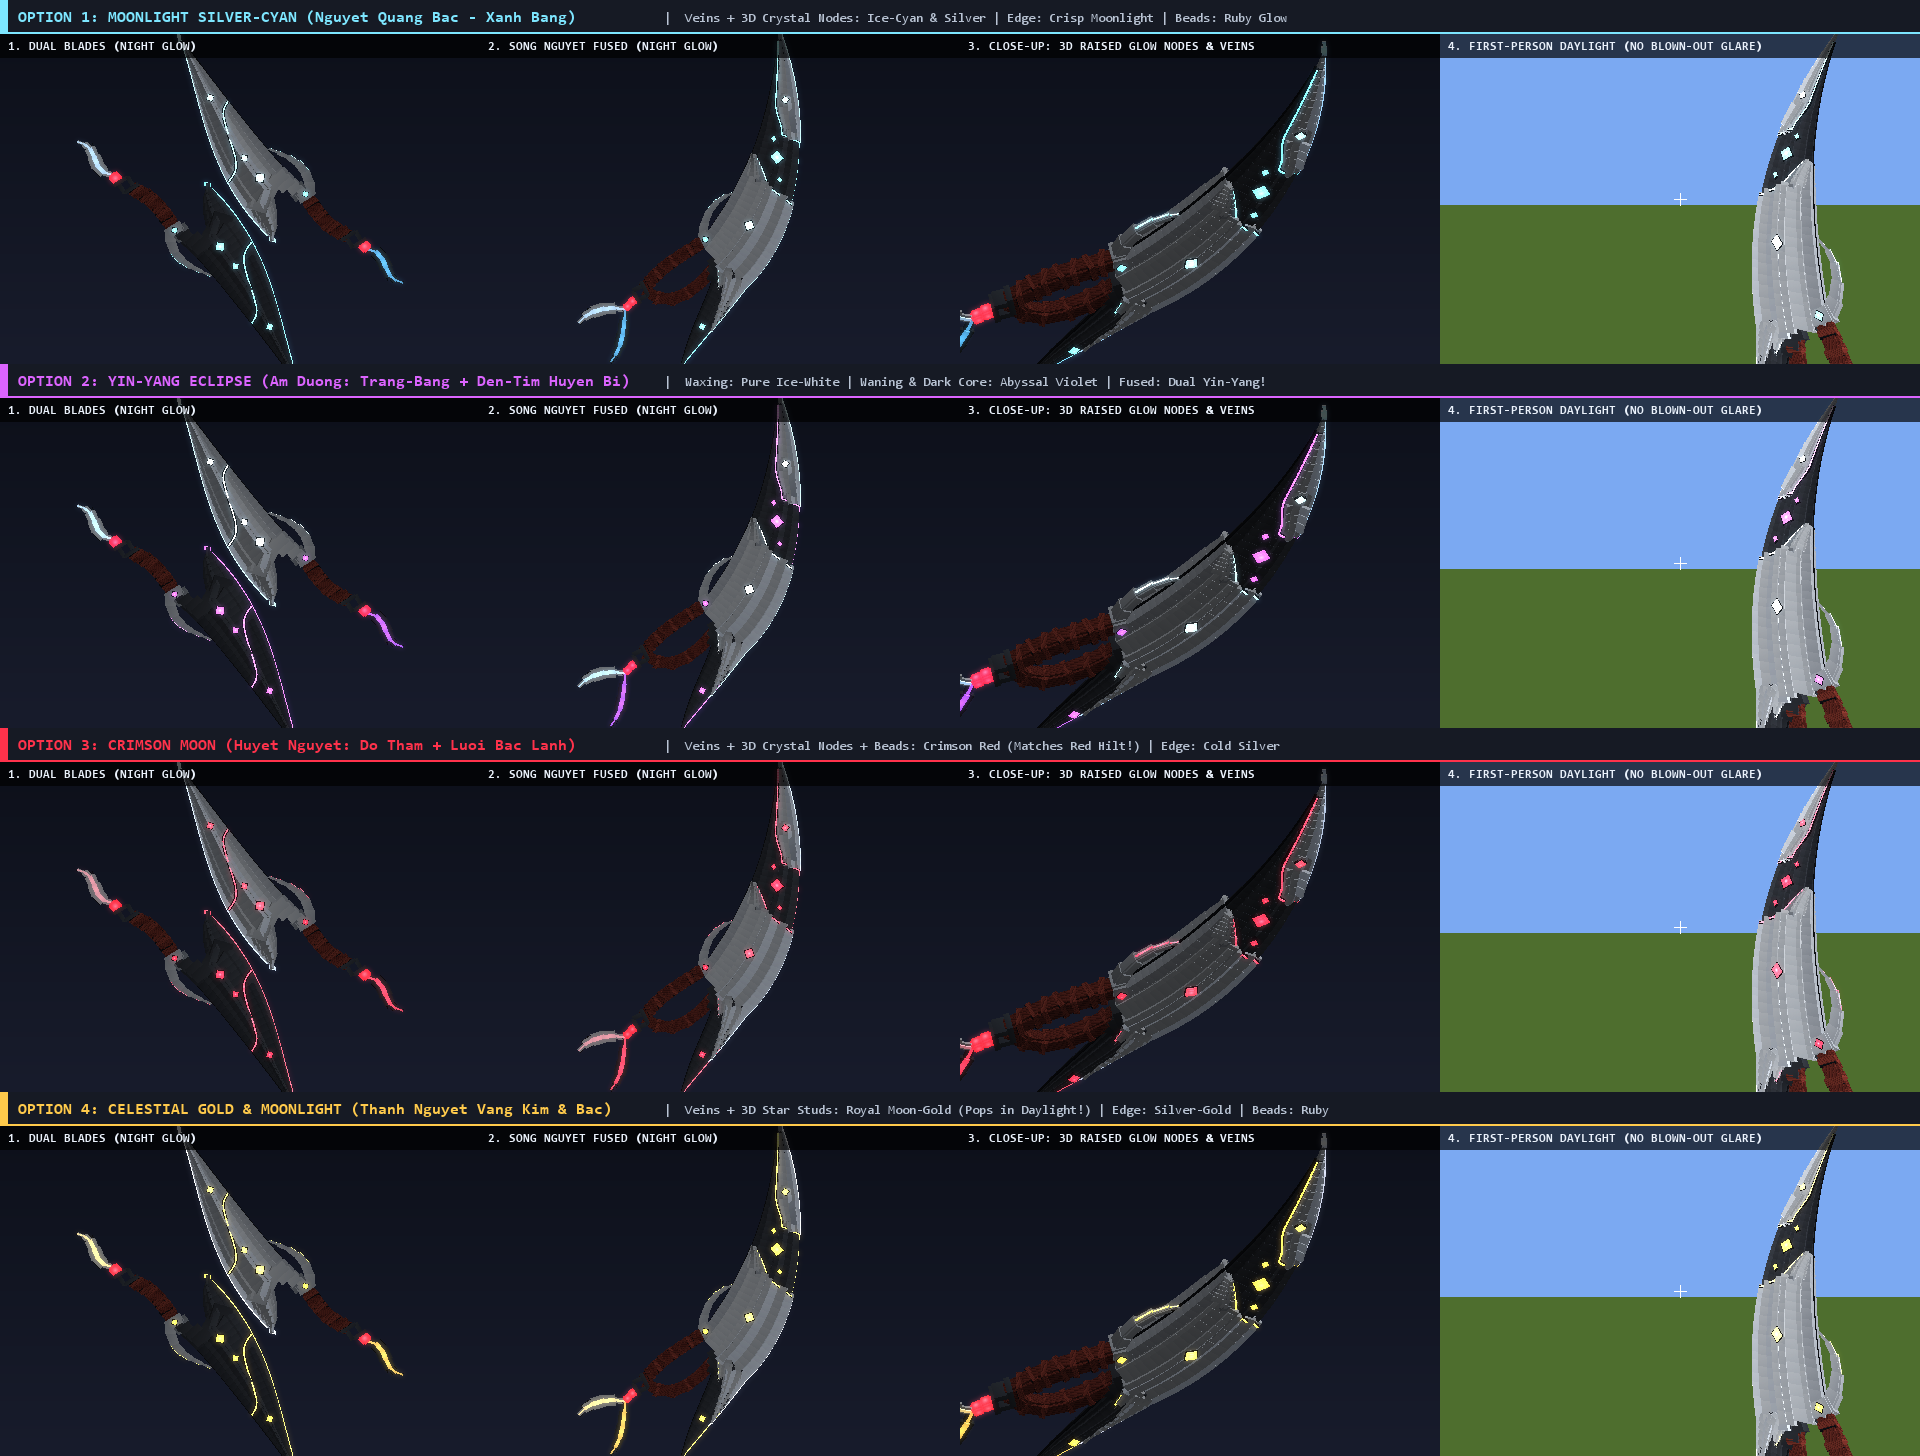 OPTION 1: MOONLIGHT SILVER-CYAN (Nguyet Quang Bac - Xanh Bang) | Veins + 3D Crystal Nodes: Ice-Cyan & Silver | Edge: Crisp Moonlight | Beads: Ruby Glow
1. DUAL BLADES (NIGHT GLOW) 2. SONG NGUYET FUSED (NIGHT GLOW) 3. CLOSE-UP: 3D RAISED GLOW NODES & VEINS 4. FIRST-PERSON DAYLIGHT (NO BLOWN-OUT GLARE)
OPTION 2: YIN-YANG ECLIPSE (Am Duong: Trang-Bang + Den-Tim Huyen Bi) | Waxing: Pure Ice-White | Waning & Dark Core: Abyssal Violet | Fused: Dual Yin-Yang!
1. DUAL BLADES (NIGHT GLOW) 2. SONG NGUYET FUSED (NIGHT GLOW) 3. CLOSE-UP: 3D RAISED GLOW NODES & VEINS 4. FIRST-PERSON DAYLIGHT (NO BLOWN-OUT GLARE)
OPTION 3: CRIMSON MOON (Huyet Nguyet: Do Tham + Luoi Bac Lanh) | Veins + 3D Crystal Nodes + Beads: Crimson Red (Matches Red Hilt!) | Edge: Cold Silver
1. DUAL BLADES (NIGHT GLOW) 2. SONG NGUYET FUSED (NIGHT GLOW) 3. CLOSE-UP: 3D RAISED GLOW NODES & VEINS 4. FIRST-PERSON DAYLIGHT (NO BLOWN-OUT GLARE)
OPTION 4: CELESTIAL GOLD & MOONLIGHT (Thanh Nguyet Vang Kim & Bac) | Veins + 3D Star Studs: Royal Moon-Gold (Pops in Daylight!) | Edge: Silver-Gold | Beads: Ruby
1. DUAL BLADES (NIGHT GLOW) 2. SONG NGUYET FUSED (NIGHT GLOW) 3. CLOSE-UP: 3D RAISED GLOW NODES & VEINS 4. FIRST-PERSON DAYLIGHT (NO BLOWN-OUT GLARE)